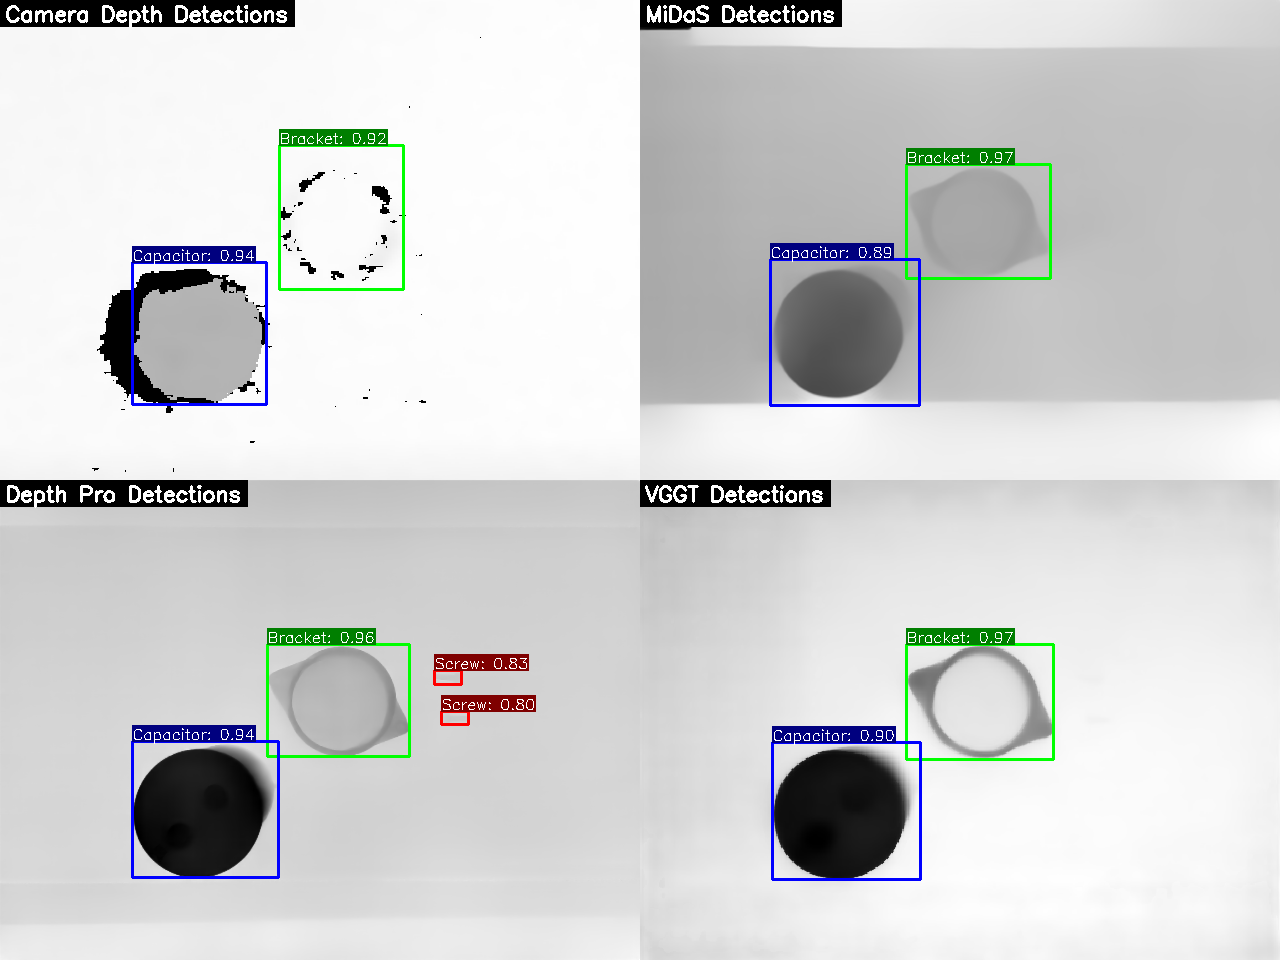 Camera Depth Detections
Bracket: 0.92
Capacitor: 0.94
MiDaS Detections
Bracket: 0.97
Capacitor: 0.89
Depth Pro Detections
Bracket: 0.96
Screw: 0.83
Screw: 0.80
Capacitor: 0.94
VGGT Detections
Bracket: 0.97
Capacitor: 0.90